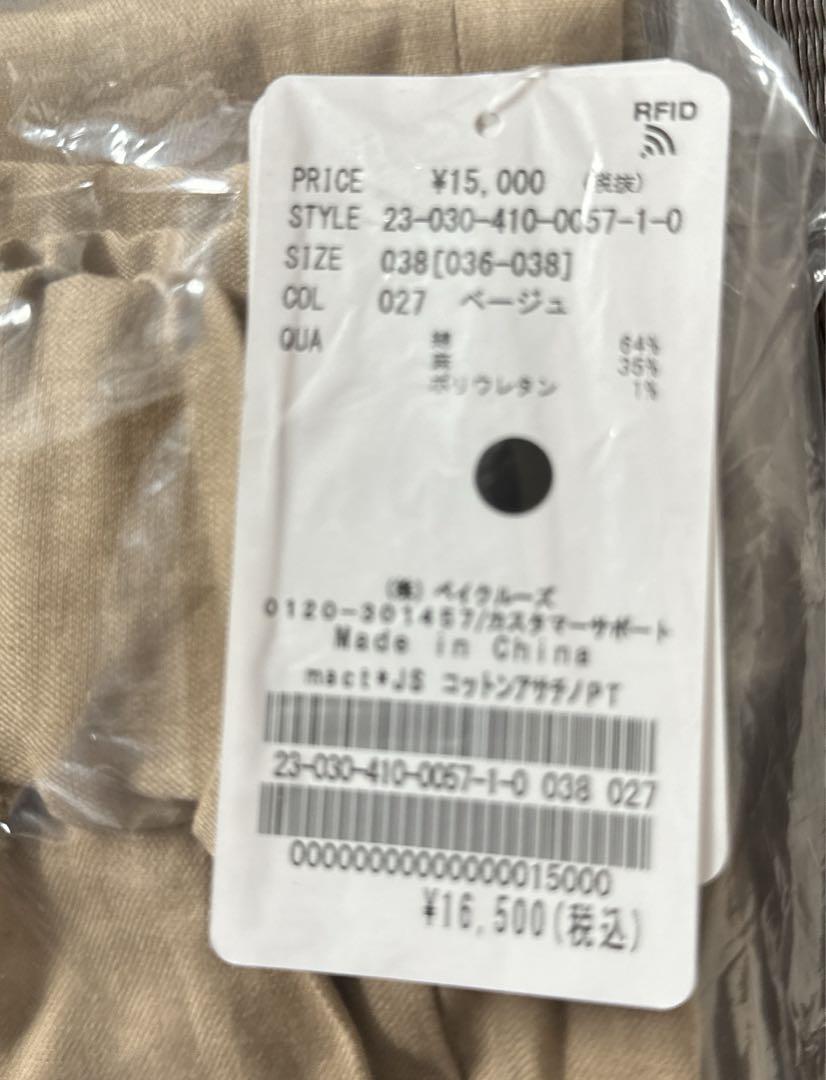 RFID
PRICE ¥15,000 (税抜)
STYLE 23-030-410-0057-1-0
SIZE 038[036-038]
COL 027 ベージュ
QUA 綿 64%
麻 35%
ポリウレタン 1%
(株) ベイクルーズ
0120-301457/カスタマーサポート
Made in China
mact*JS コットンアサチノPT
23-030-410-0057-1-0 038 027
000000000000000015000
¥16,500(税込)